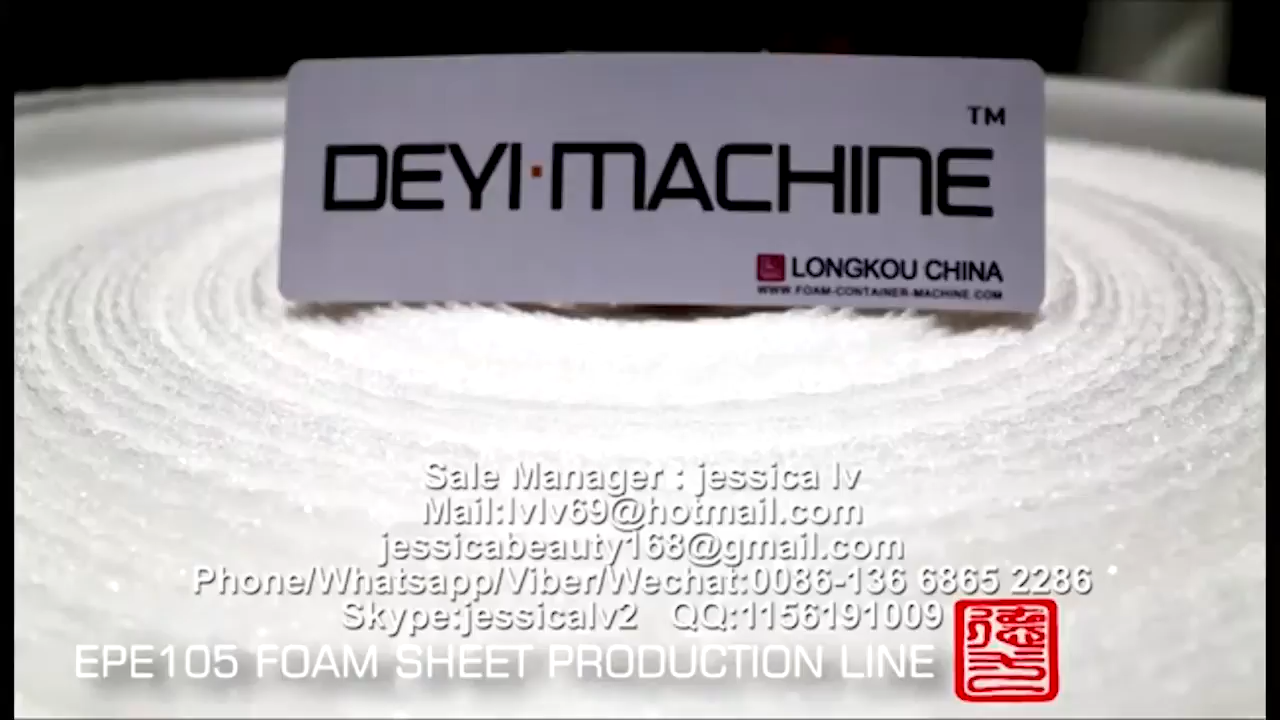 TM
DEYI·MACHINE
LONGKOU CHINA
WWW.FOAM-CONTAINER-MACHINE.COM
Sale Manager : jessica lv
Mail:lvlv69@hotmail.com
jessicabeauty168@gmail.com
Phone/Whatsapp/Viber/Wechat:0086-136 6865 2286
Skype:jessicalv2 QQ:1156191009
EPE105 FOAM SHEET PRODUCTION LINE